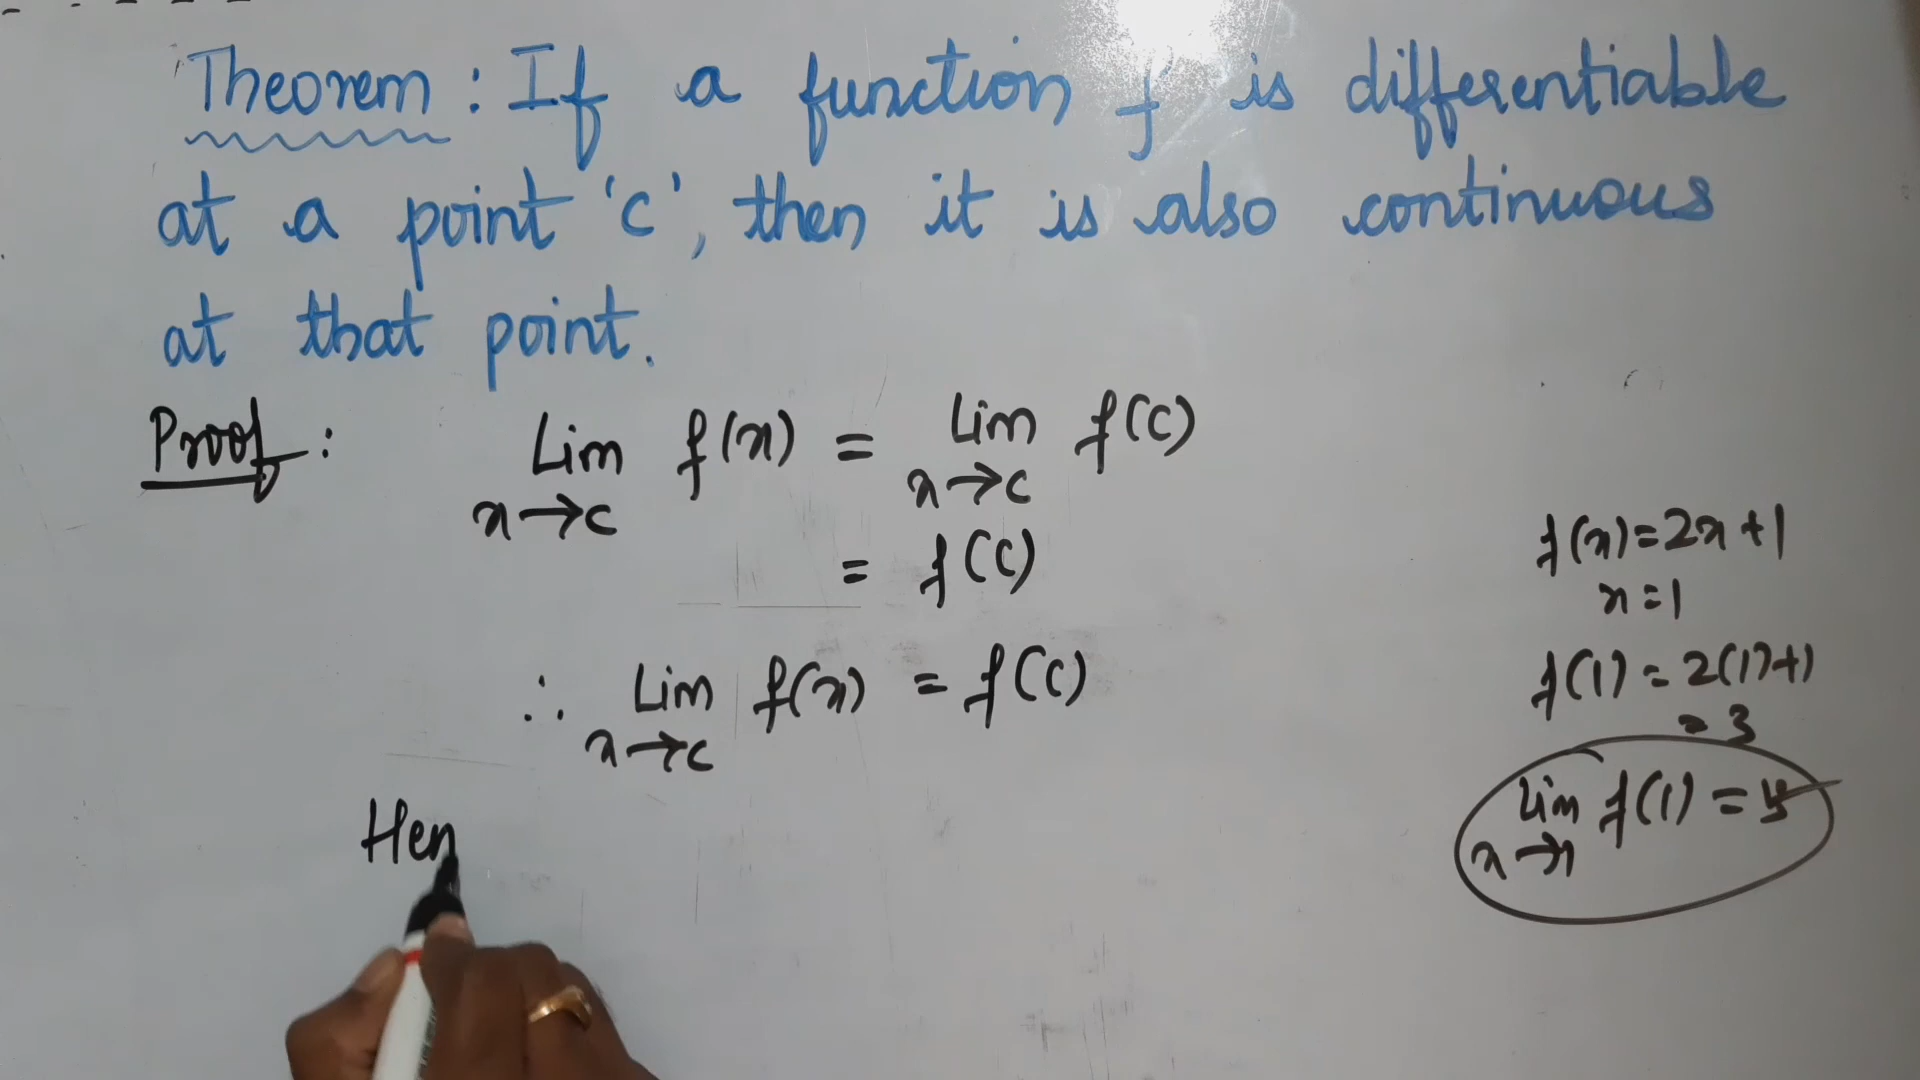 Theorem : If a function f is differentiable
at a point 'c', then it is also continuous
at that point.
Proof : Lim f(x) = Lim f(c)
x→c x→c
= f(c)
∴ Lim f(x) = f(c)
x→c
Hen
f(x)=2x+1
x=1
f(1) = 2(1)+1
= 3
Lim f(1) =
x→1